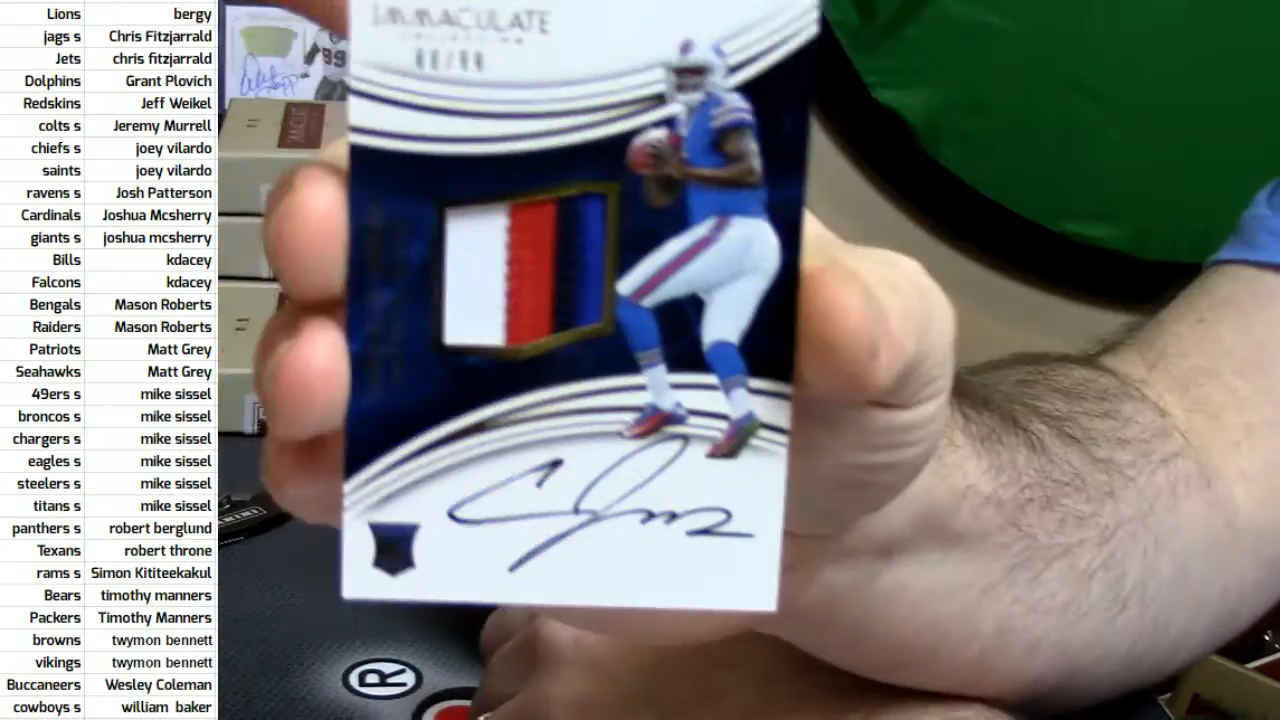 Lions bergy
jags s Chris Fitzjarrald
Jets chris fitzjarrald
Dolphins Grant Plovich
Redskins Jeff Weikel
colts s Jeremy Murrell
chiefs s joey vilardo
saints joey vilardo
ravens s Josh Patterson
Cardinals Joshua Mcsherry
giants s joshua mcsherry
Bills kdacey
Falcons kdacey
Bengals Mason Roberts
Raiders Mason Roberts
Patriots Matt Grey
Seahawks Matt Grey
49ers s mike sissel
broncos s mike sissel
chargers s mike sissel
eagles s mike sissel
steelers s mike sissel
titans s mike sissel
panthers s robert berglund
Texans robert throne
rams s Simon Kititeekakul
Bears timothy manners
Packers Timothy Manners
browns twymon bennett
vikings twymon bennett
Buccaneers Wesley Coleman
cowboys s william baker
IMMACULATE
COLLECTION
PANINI
®